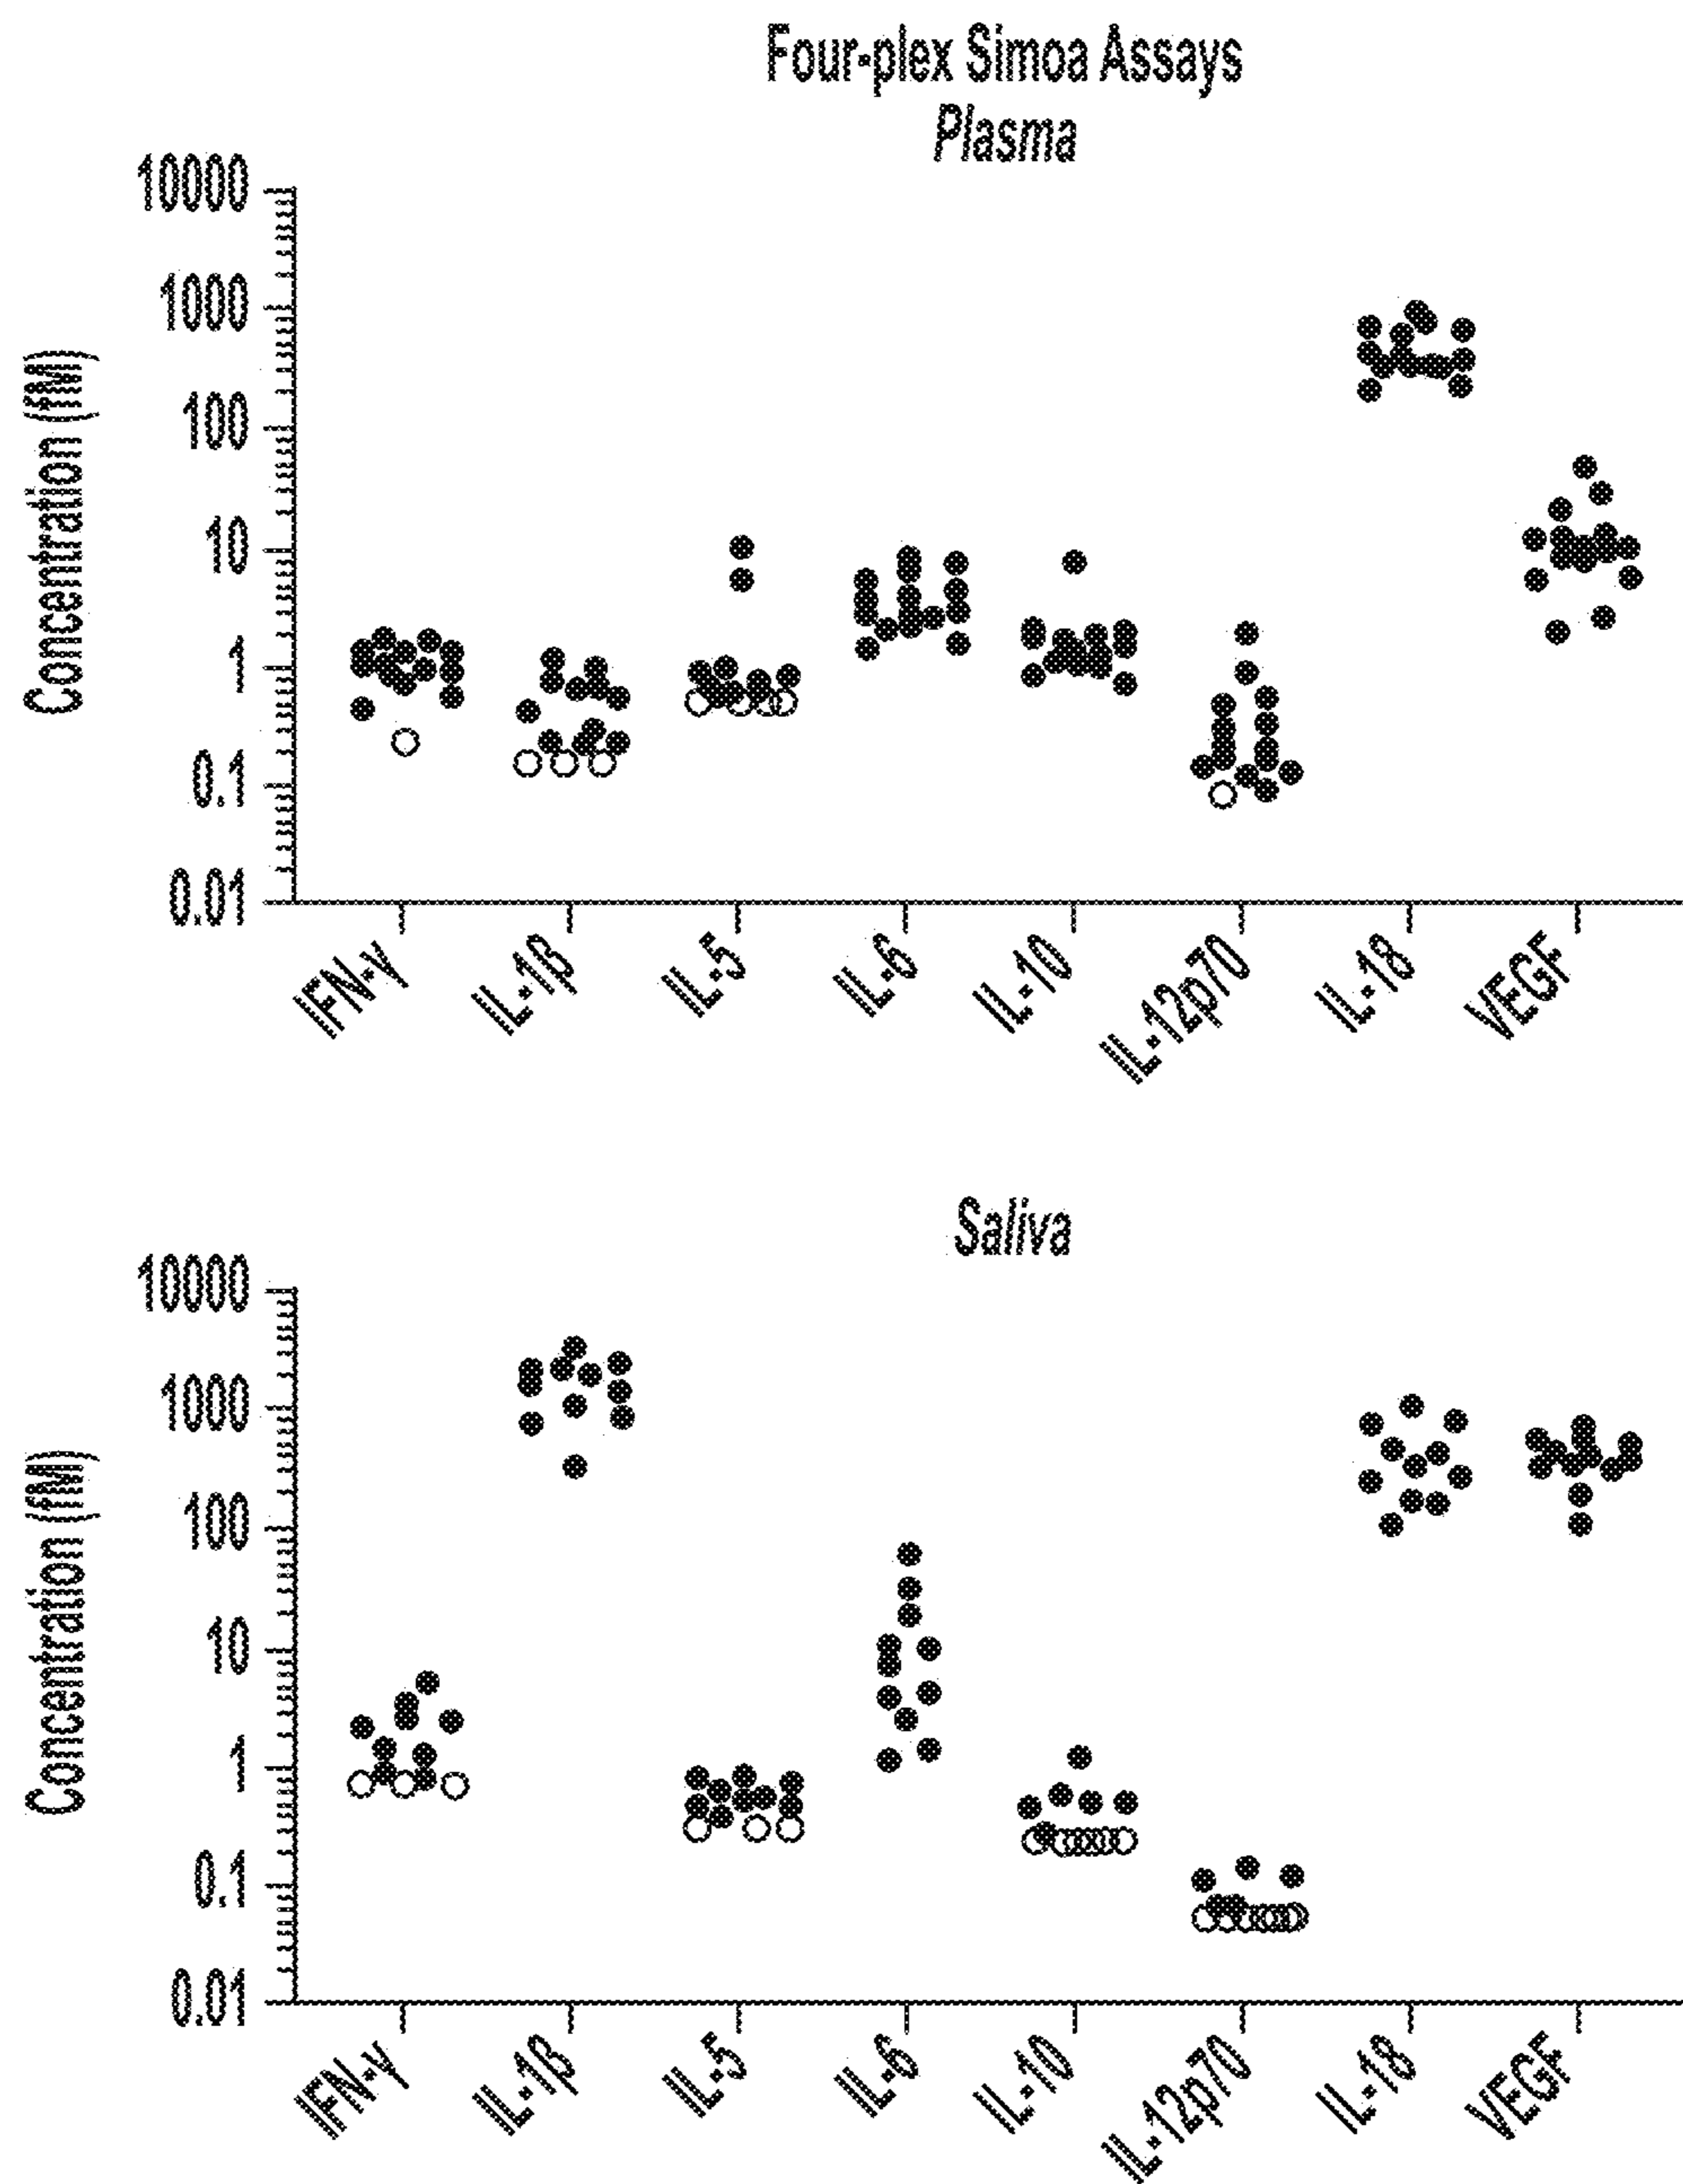 Four-plex Simoa Assays
Plasma
Concentration (fM)
10000
1000
100
10
1
0.1
0.01
IFN-γ
IL-1β
IL-5
IL-6
IL-10
IL-12p70
IL-18
VEGF
Saliva
Concentration (fM)
10000
1000
100
10
1
0.1
0.01
IFN-γ
IL-1β
IL-5
IL-6
IL-10
IL-12p70
IL-18
VEGF